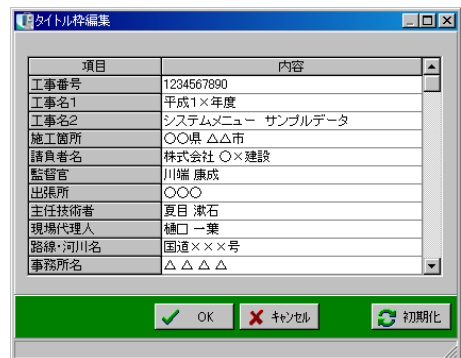 タイトル枠編集
項目 内容
工事番号 1234567890
工事名1 平成1×年度
工事名2 システムメニュー サンプルデータ
施工箇所 〇〇県 △△市
請負者名 株式会社 〇×建設
監督官 川端 康成
出張所 〇〇〇
主任技術者 夏目 漱石
現場代理人 樋口 一葉
路線・河川名 国道×××号
事務所名 △△△△
OK キャンセル 初期化